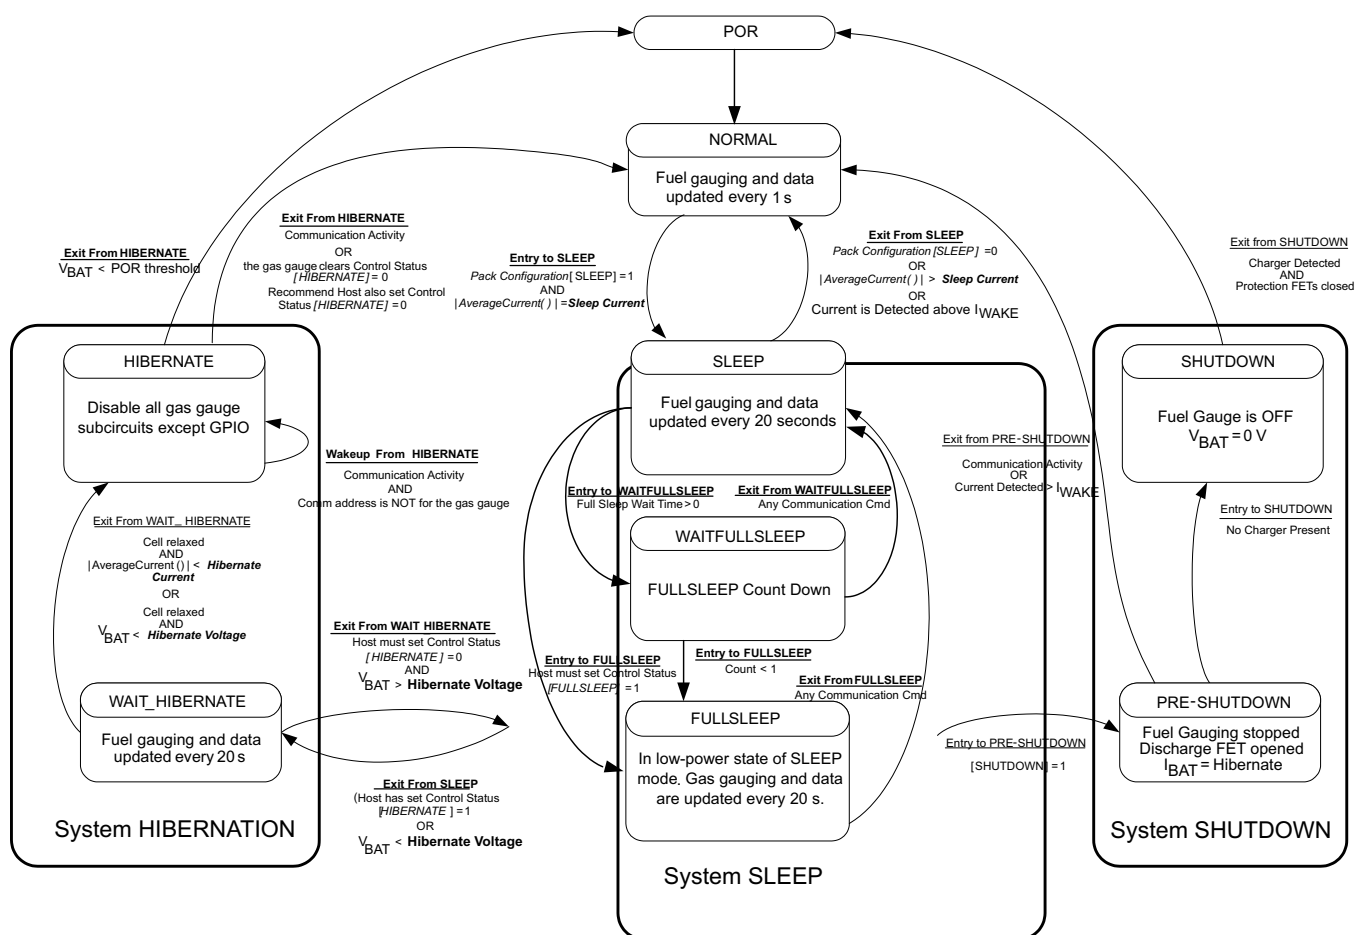 POR
NORMAL
Fuel gauging and data
updated every 1 s
Exit From HIBERNATE
V_BAT < POR threshold
Exit From HIBERNATE
Communication Activity
OR
the gas gauge clears Control Status
[HIBERNATE] = 0
Recommend Host also set Control
Status [HIBERNATE] = 0
Entry to SLEEP
Pack Configuration[ SLEEP] = 1
AND
|AverageCurrent( ) | = Sleep Current
Exit From SLEEP
Pack Configuration [SLEEP] = 0
OR
|AverageCurrent( ) | > Sleep Current
OR
Current is Detected above I_WAKE
Exit from SHUTDOWN
Charger Detected
AND
Protection FETs closed
HIBERNATE
Disable all gas gauge
subcircuits except GPIO
SLEEP
Fuel gauging and data
updated every 20 seconds
SHUTDOWN
Fuel Gauge is OFF
V_BAT = 0 V
Wakeup From HIBERNATE
Communication Activity
AND
Comm address is NOT for the gas gauge
Exit from PRE-SHUTDOWN
Communication Activity
OR
Current Detected > I_WAKE
Entry to WAITFULLSLEEP
Full Sleep Wait Time > 0
Exit From WAITFULLSLEEP
Any Communication Cmd
Entry to SHUTDOWN
No Charger Present
Exit From WAIT_ HIBERNATE
Cell relaxed
AND
|AverageCurrent ()| < Hibernate
Current
OR
Cell relaxed
AND
V_BAT < Hibernate Voltage
WAITFULLSLEEP
FULLSLEEP Count Down
Exit From WAIT HIBERNATE
Host must set Control Status
[HIBERNATE ] = 0
AND
V_BAT > Hibernate Voltage
Entry to FULLSLEEP
Host must set Control Status
[FULLSLEEP] = 1
Entry to FULLSLEEP
Count < 1
Exit From FULLSLEEP
Any Communication Cmd
WAIT_HIBERNATE
Fuel gauging and data
updated every 20 s
FULLSLEEP
In low-power state of SLEEP
mode. Gas gauging and data
are updated every 20 s.
Entry to PRE-SHUTDOWN
[SHUTDOWN] = 1
PRE-SHUTDOWN
Fuel Gauging stopped
Discharge FET opened
I_BAT = Hibernate
Exit From SLEEP
(Host has set Control Status
[HIBERNATE ] = 1
OR
V_BAT < Hibernate Voltage
System HIBERNATION
System SLEEP
System SHUTDOWN